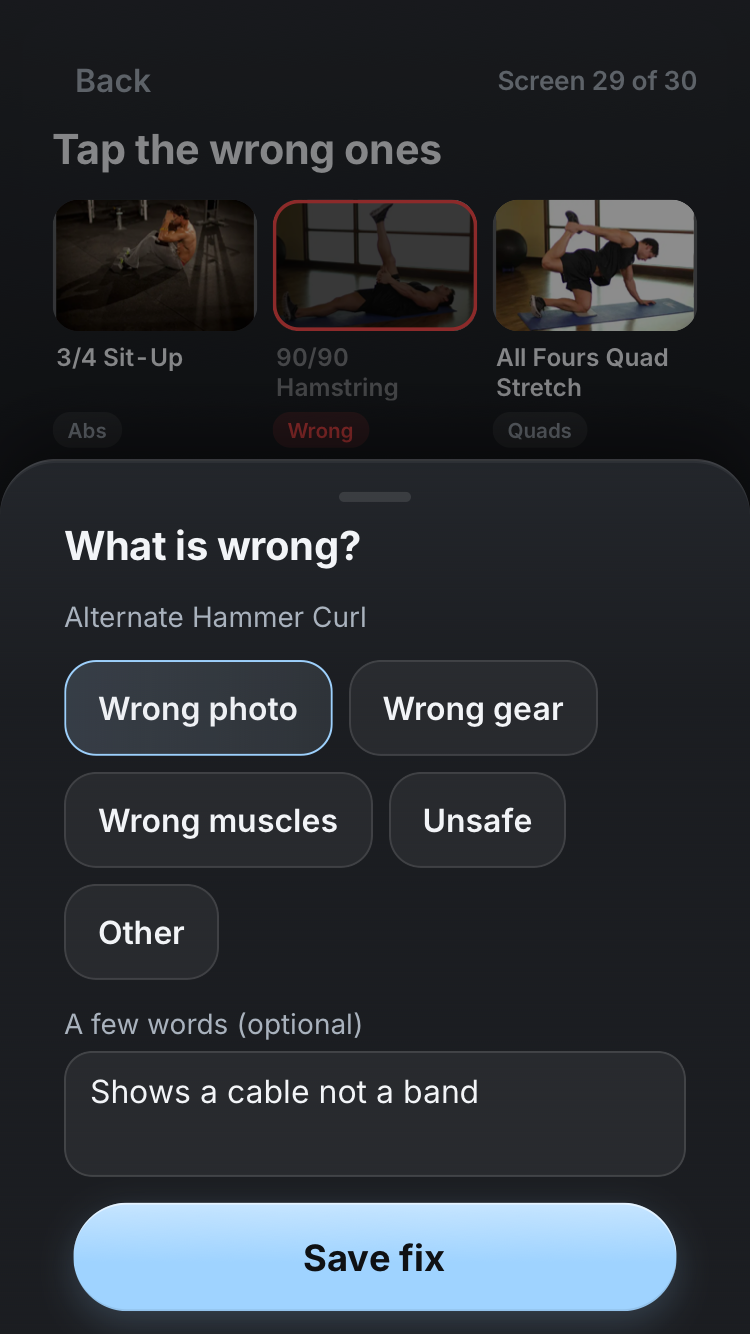 Back
Screen 29 of 30
Tap the wrong ones
3/4 Sit-Up
90/90
Hamstring
All Fours Quad
Stretch
Abs
Wrong
Quads
What is wrong?
Alternate Hammer Curl
Wrong photo
Wrong gear
Wrong muscles
Unsafe
Other
A few words (optional)
Shows a cable not a band
Save fix